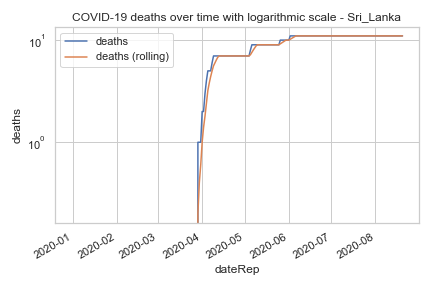 COVID-19 deaths over time with logarithmic scale - Sri_Lanka
deaths
deaths (rolling)
10¹
10⁰
deaths
2020-01
2020-02
2020-03
2020-04
2020-05
2020-06
2020-07
2020-08
dateRep